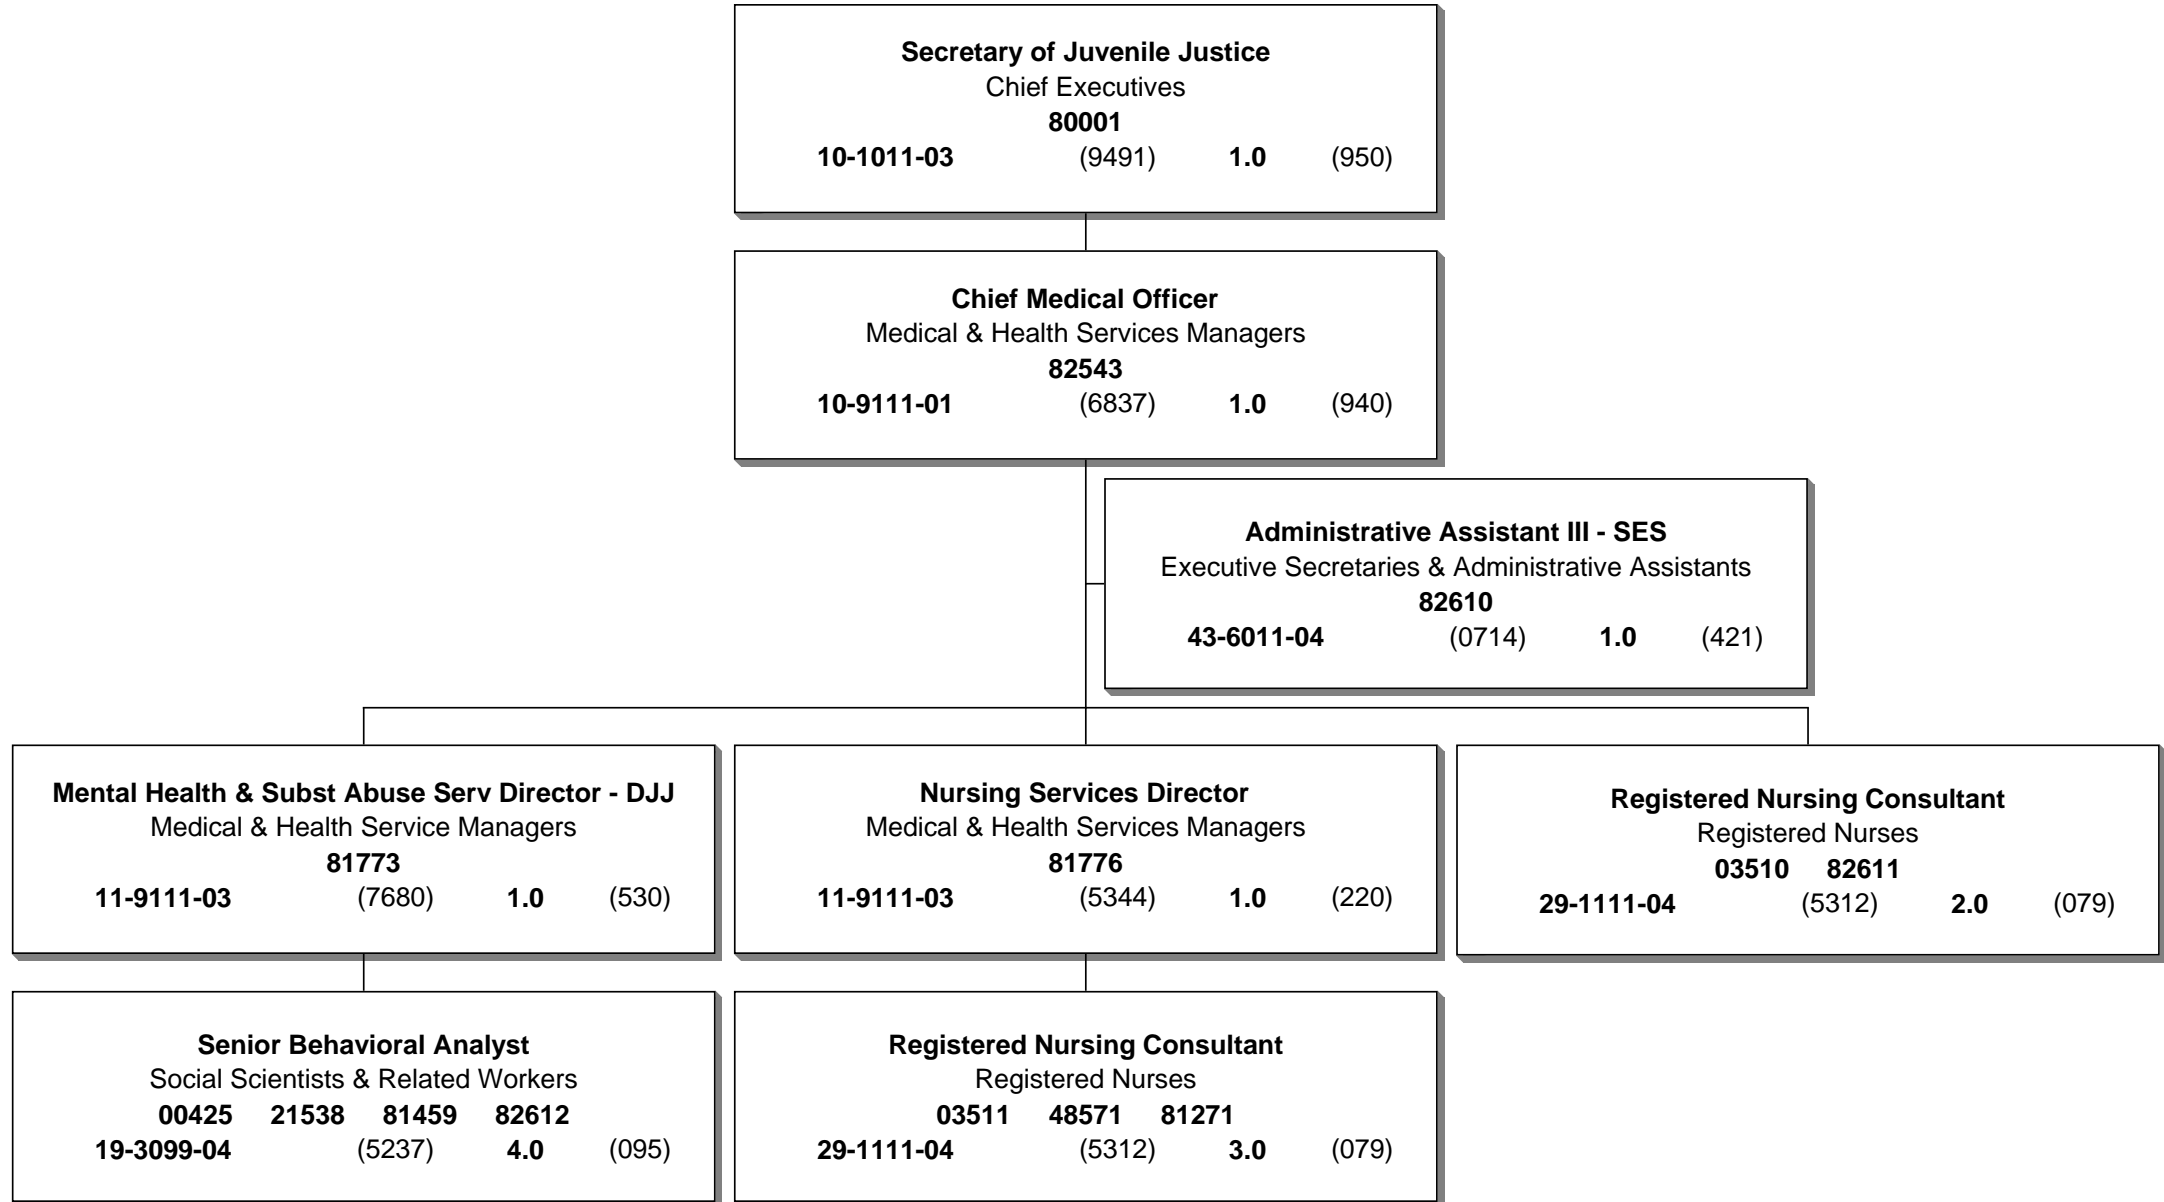 Secretary of Juvenile Justice
Chief Executives
80001
10-1011-03 (9491) 1.0 (950)
Chief Medical Officer
Medical & Health Services Managers
82543
10-9111-01 (6837) 1.0 (940)
Administrative Assistant III - SES
Executive Secretaries & Administrative Assistants
82610
43-6011-04 (0714) 1.0 (421)
Mental Health & Subst Abuse Serv Director - DJJ
Medical & Health Service Managers
81773
11-9111-03 (7680) 1.0 (530)
Nursing Services Director
Medical & Health Services Managers
81776
11-9111-03 (5344) 1.0 (220)
Registered Nursing Consultant
Registered Nurses
03510 82611
29-1111-04 (5312) 2.0 (079)
Senior Behavioral Analyst
Social Scientists & Related Workers
00425 21538 81459 82612
19-3099-04 (5237) 4.0 (095)
Registered Nursing Consultant
Registered Nurses
03511 48571 81271
29-1111-04 (5312) 3.0 (079)